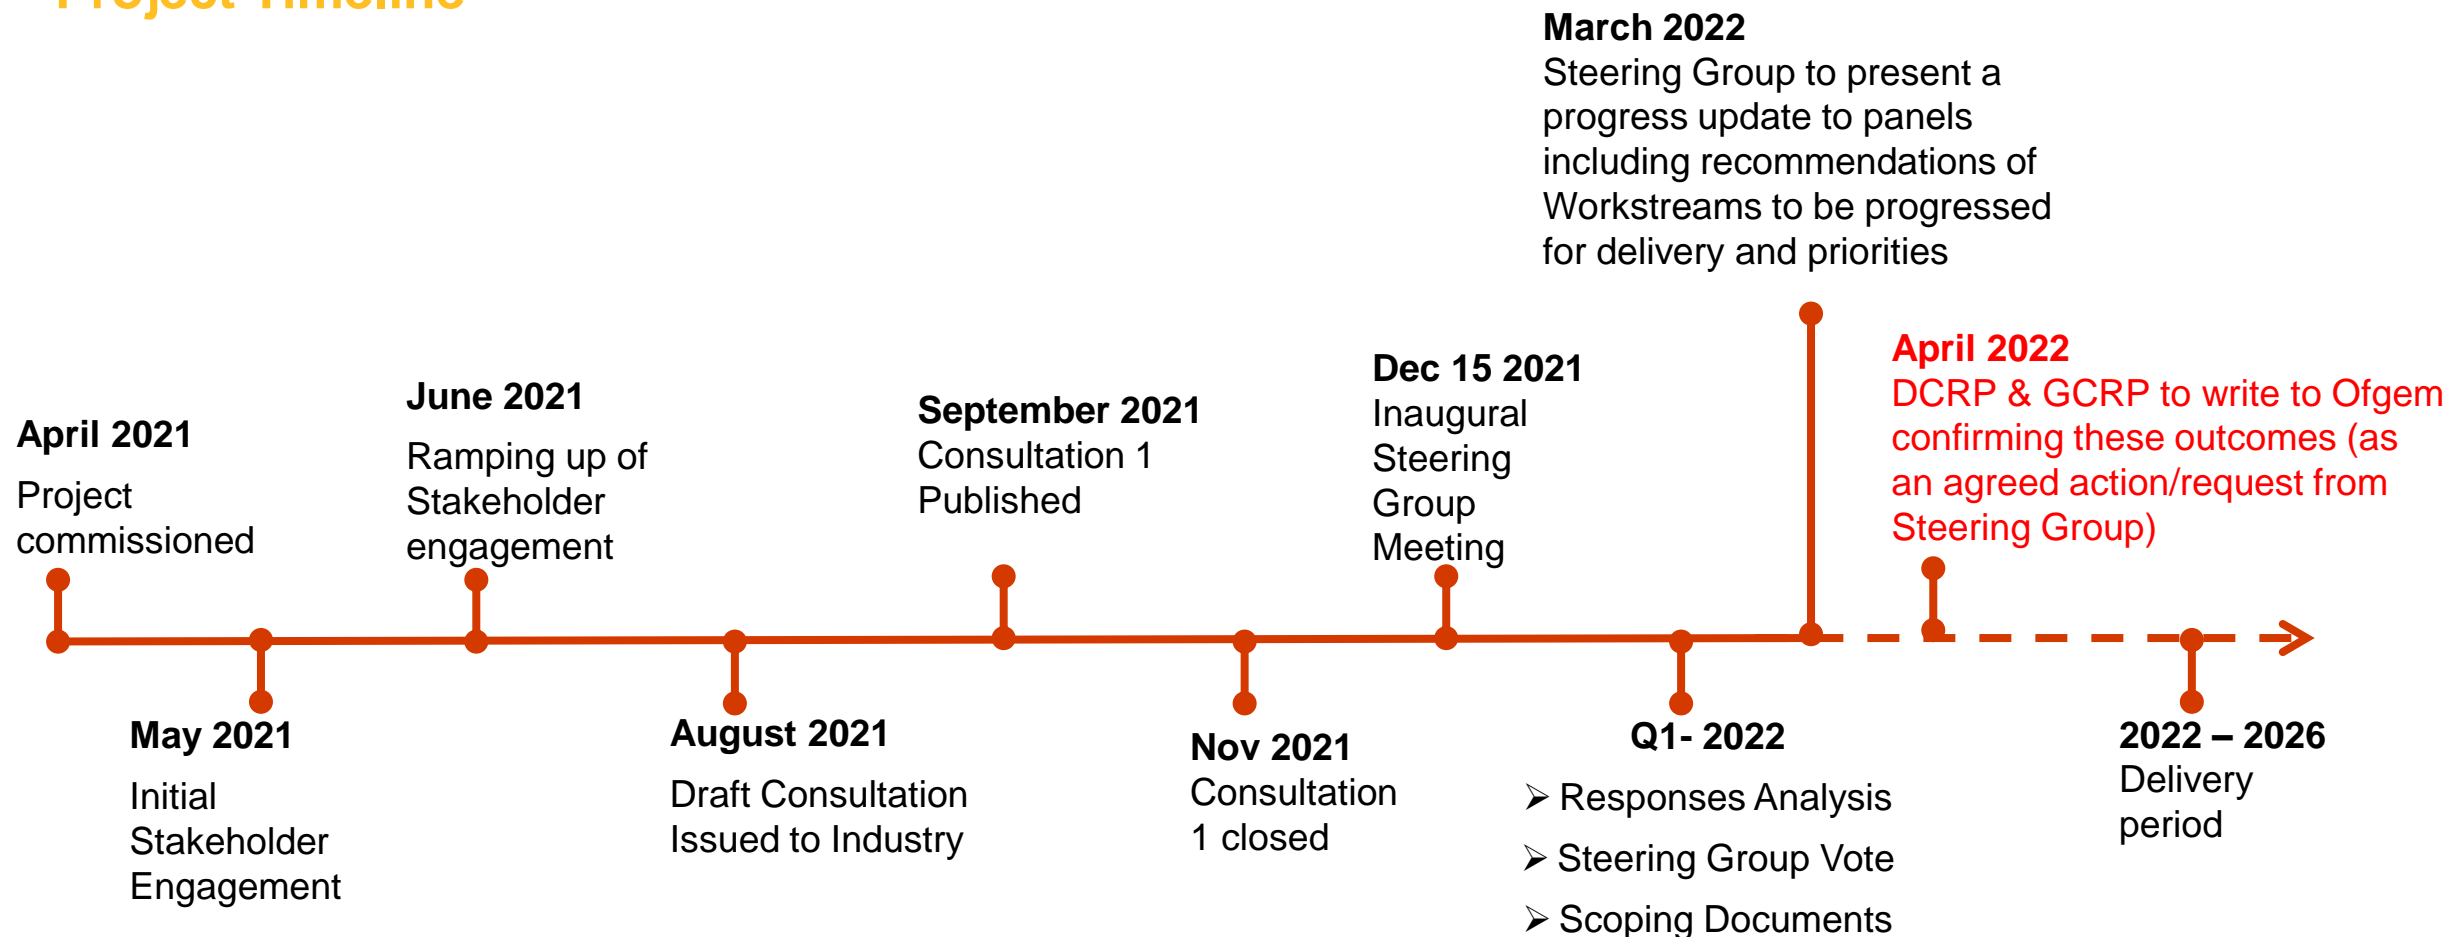 Project Timeline
March 2022
Steering Group to present a
progress update to panels
including recommendations of
Workstreams to be progressed
for delivery and priorities
April 2021
Project
commissioned
June 2021
Ramping up of
Stakeholder
engagement
September 2021
Consultation 1
Published
Dec 15 2021
Inaugural
Steering
Group
Meeting
April 2022
DCRP & GCRP to write to Ofgem
confirming these outcomes (as
an agreed action/request from
Steering Group)
May 2021
Initial
Stakeholder
Engagement
August 2021
Draft Consultation
Issued to Industry
Nov 2021
Consultation
1 closed
Q1- 2022
➢ Responses Analysis
➢ Steering Group Vote
➢ Scoping Documents
2022 – 2026
Delivery
period